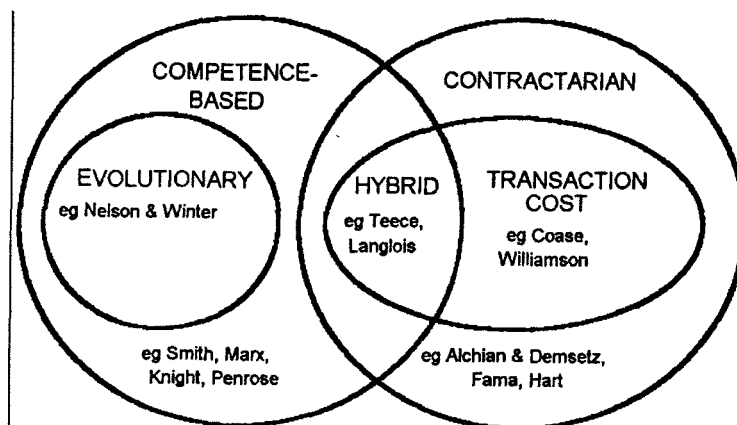 COMPETENCE-
BASED
CONTRACTARIAN
EVOLUTIONARY
eg Nelson & Winter
HYBRID
eg Teece,
Langlois
TRANSACTION
COST
eg Coase,
Williamson
eg Smith, Marx,
Knight, Penrose
eg Alchian & Demsetz,
Fama, Hart